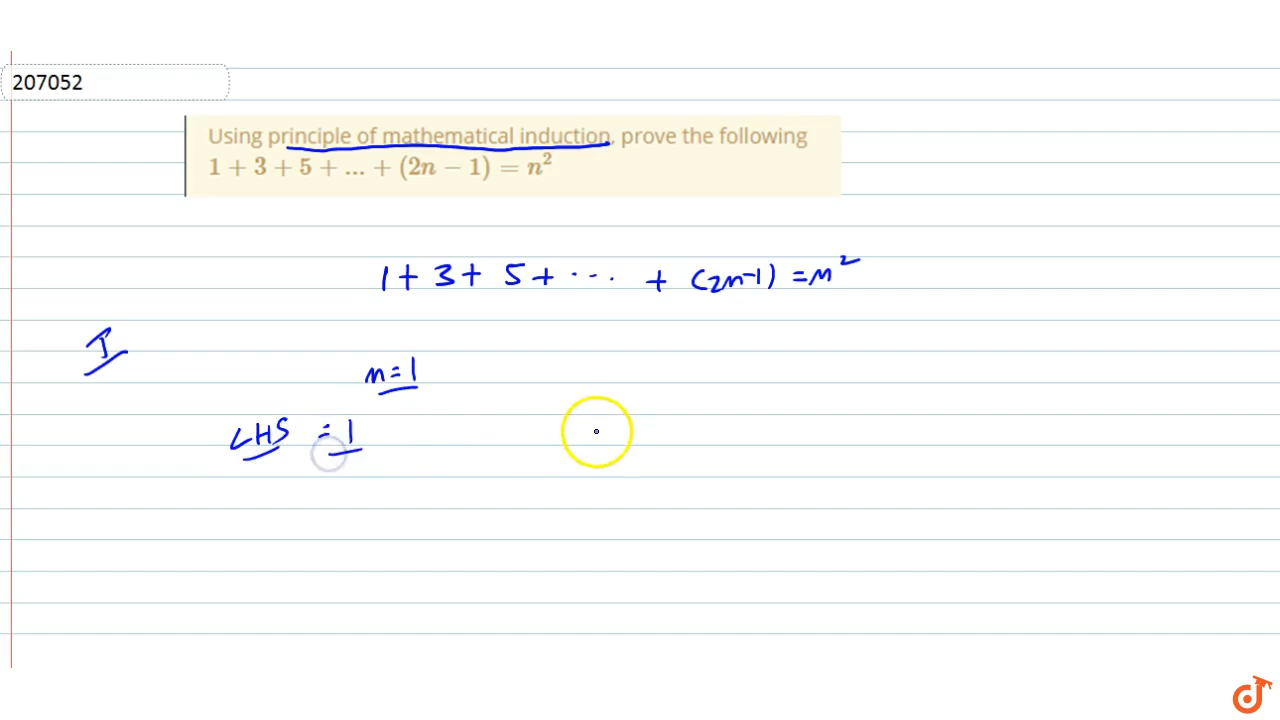 207052
Using principle of mathematical induction, prove the following
1 + 3 + 5 + ... + (2n − 1) = n²
1 + 3 + 5 + ... + (2n-1) = n²
I
n = 1
LHS = 1